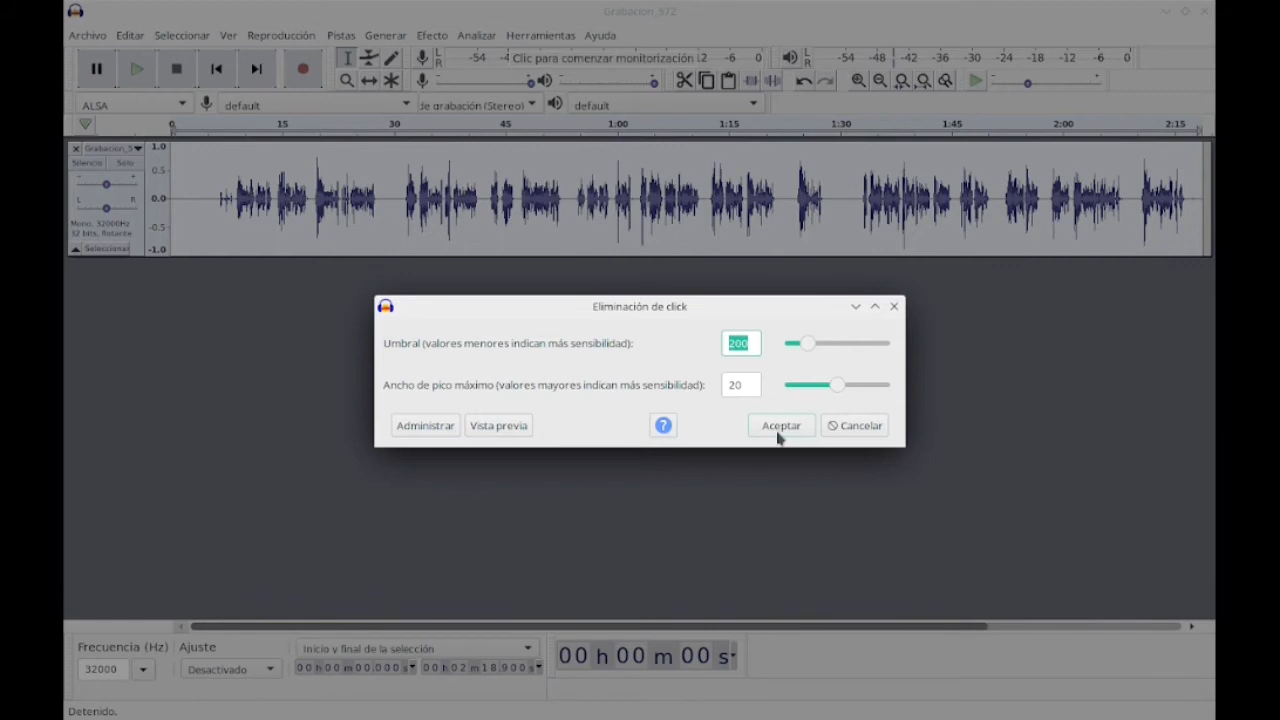 Grabacion_572
Archivo Editar Seleccionar Ver Reproducción Pistas Generar Efecto Analizar Herramientas Ayuda
L R -54 -4 Clic para comenzar monitorización 12 -6 0 L R -54 -48 -42 -36 -30 -24 -18 -12 -6 0
ALSA default de grabación (Stereo) default
0 15 30 45 1:00 1:15 1:30 1:45 2:00 2:15
Grabacion_5 1.0
Silencio Solo 0.5
- +
0.0
L R
Mono, 32000Hz -0.5
32 bits, flotante
Seleccionar -1.0
Eliminación de click
Umbral (valores menores indican más sensibilidad): 200
Ancho de pico máximo (valores mayores indican más sensibilidad): 20
Administrar Vista previa ? Aceptar Cancelar
Frecuencia (Hz) Ajuste Inicio y final de la selección
32000 Desactivado 00 h 00 m 00,000 s 00 h 02 m 18,900 s 00 h 00 m 00 s
Detenido.